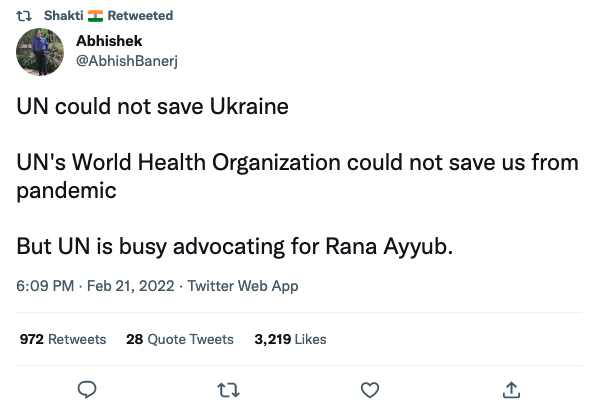 Shakti 🇮🇳 Retweeted
Abhishek
@AbhishBanerj
UN could not save Ukraine
UN's World Health Organization could not save us from
pandemic
But UN is busy advocating for Rana Ayyub.
6:09 PM · Feb 21, 2022 · Twitter Web App
972 Retweets 28 Quote Tweets 3,219 Likes